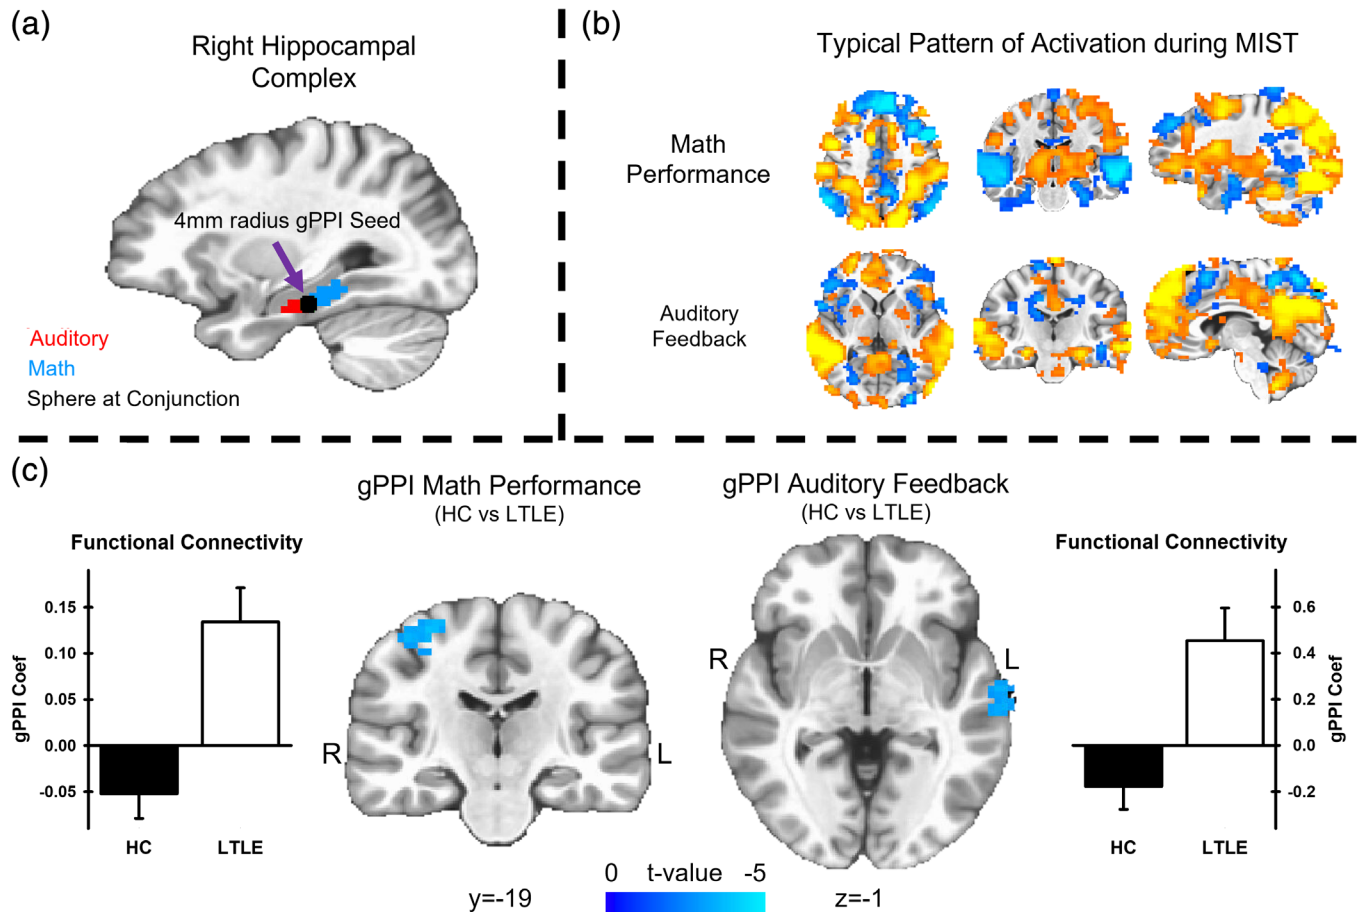 (a)
Right Hippocampal
Complex
4mm radius gPPI Seed
Auditory
Math
Sphere at Conjunction
(b)
Typical Pattern of Activation during MIST
Math
Performance
Auditory
Feedback
(c)
gPPI Math Performance
(HC vs LTLE)
gPPI Auditory Feedback
(HC vs LTLE)
Functional Connectivity
0.15
0.10
0.05
0.00
-0.05
gPPI Coef
HC LTLE
R L
y=-19
R L
z=-1
0 t-value -5
Functional Connectivity
0.6
0.4
0.2
0.0
-0.2
gPPI Coef
HC LTLE